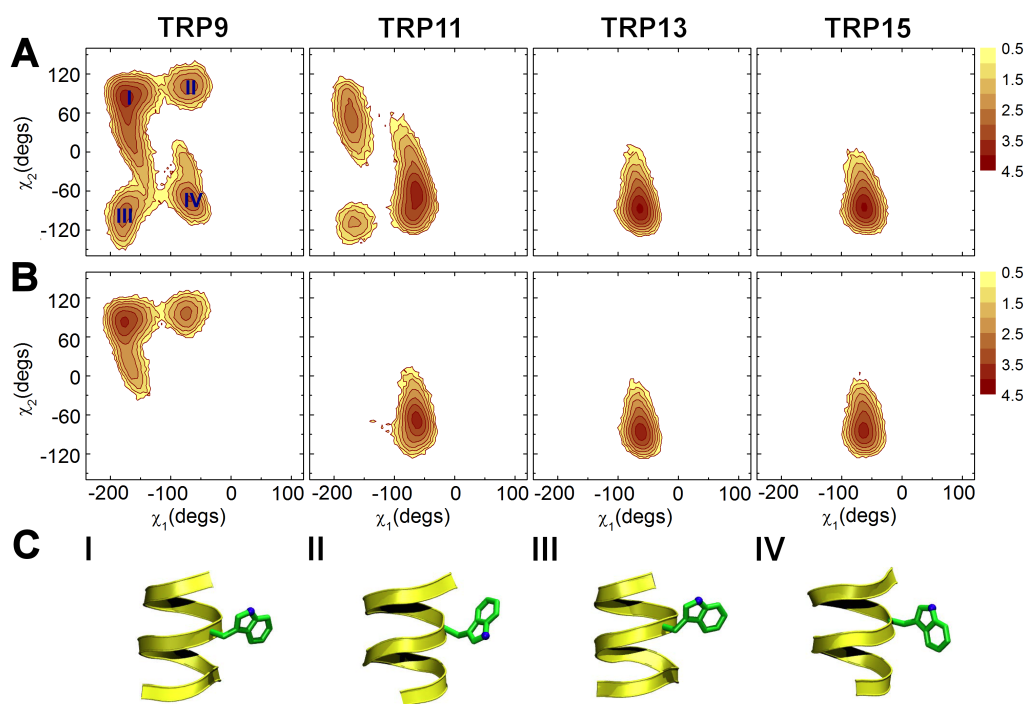 TRP9 TRP11 TRP13 TRP15
A
χ2(degs)
120
60
0
-60
-120
I
II
III
IV
0.5
1.5
2.5
3.5
4.5
B
χ2(degs)
120
60
0
-60
-120
0.5
1.5
2.5
3.5
4.5
-200 -100 0 100 -200 -100 0 100 -200 -100 0 100 -200 -100 0 100
χ1(degs) χ1(degs) χ1(degs) χ1(degs)
C I II III IV